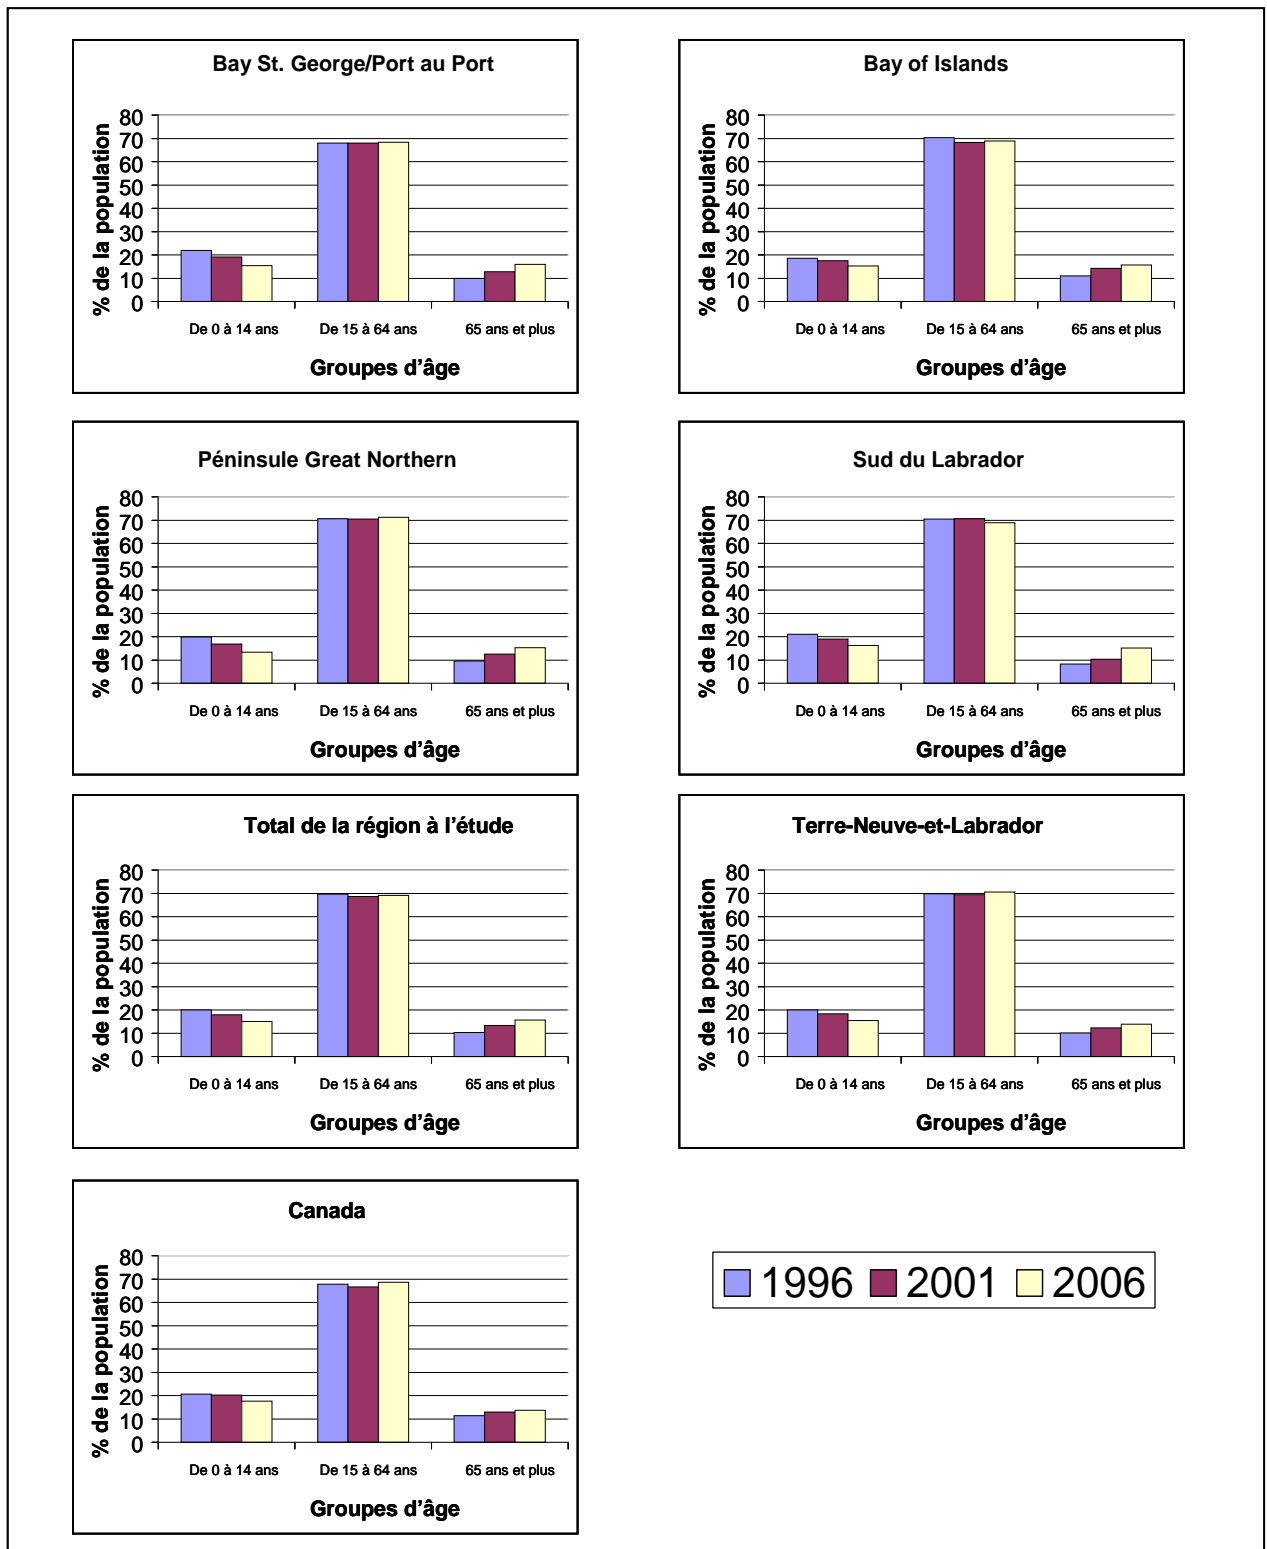 Bay St. George/Port au Port
% de la population
80
70
60
50
40
30
20
10
0
De 0 à 14 ans De 15 à 64 ans 65 ans et plus
Groupes d’âge
Bay of Islands
% de la population
80
70
60
50
40
30
20
10
0
De 0 à 14 ans De 15 à 64 ans 65 ans et plus
Groupes d’âge
Péninsule Great Northern
% de la population
80
70
60
50
40
30
20
10
0
De 0 à 14 ans De 15 à 64 ans 65 ans et plus
Groupes d’âge
Sud du Labrador
% de la population
80
70
60
50
40
30
20
10
0
De 0 à 14 ans De 15 à 64 ans 65 ans et plus
Groupes d’âge
Total de la région à l’étude
% de la population
80
70
60
50
40
30
20
10
0
De 0 à 14 ans De 15 à 64 ans 65 ans et plus
Groupes d’âge
Terre-Neuve-et-Labrador
% de la population
80
70
60
50
40
30
20
10
0
De 0 à 14 ans De 15 à 64 ans 65 ans et plus
Groupes d’âge
Canada
% de la population
80
70
60
50
40
30
20
10
0
De 0 à 14 ans De 15 à 64 ans 65 ans et plus
Groupes d’âge
1996 2001 2006